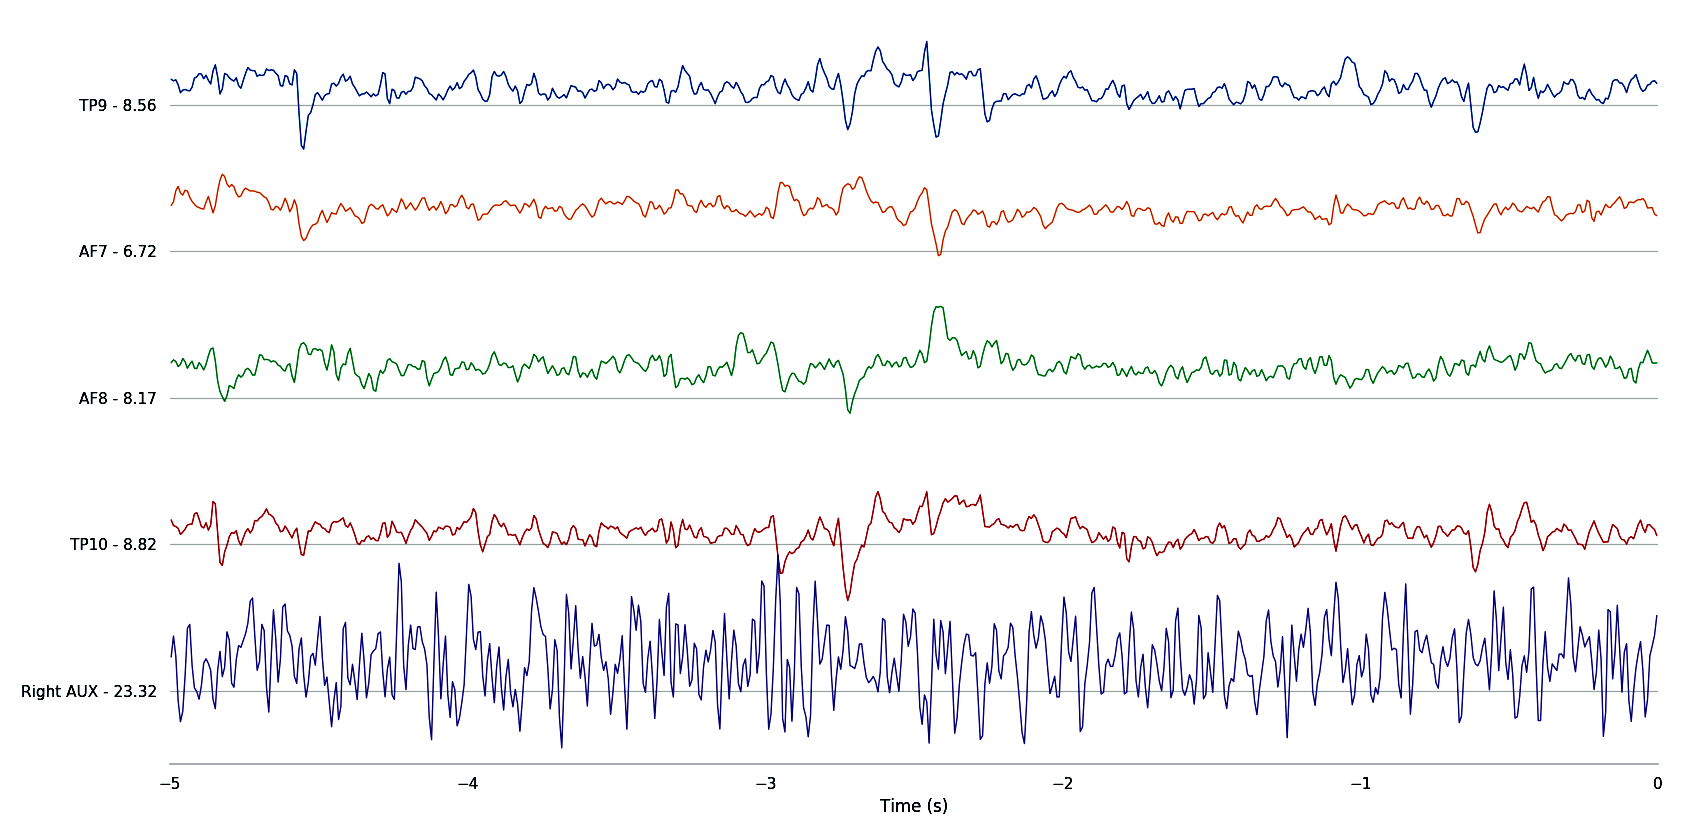 TP9 - 8.56
AF7 - 6.72
AF8 - 8.17
TP10 - 8.82
Right AUX - 23.32
−5 −4 −3 −2 −1 0
Time (s)